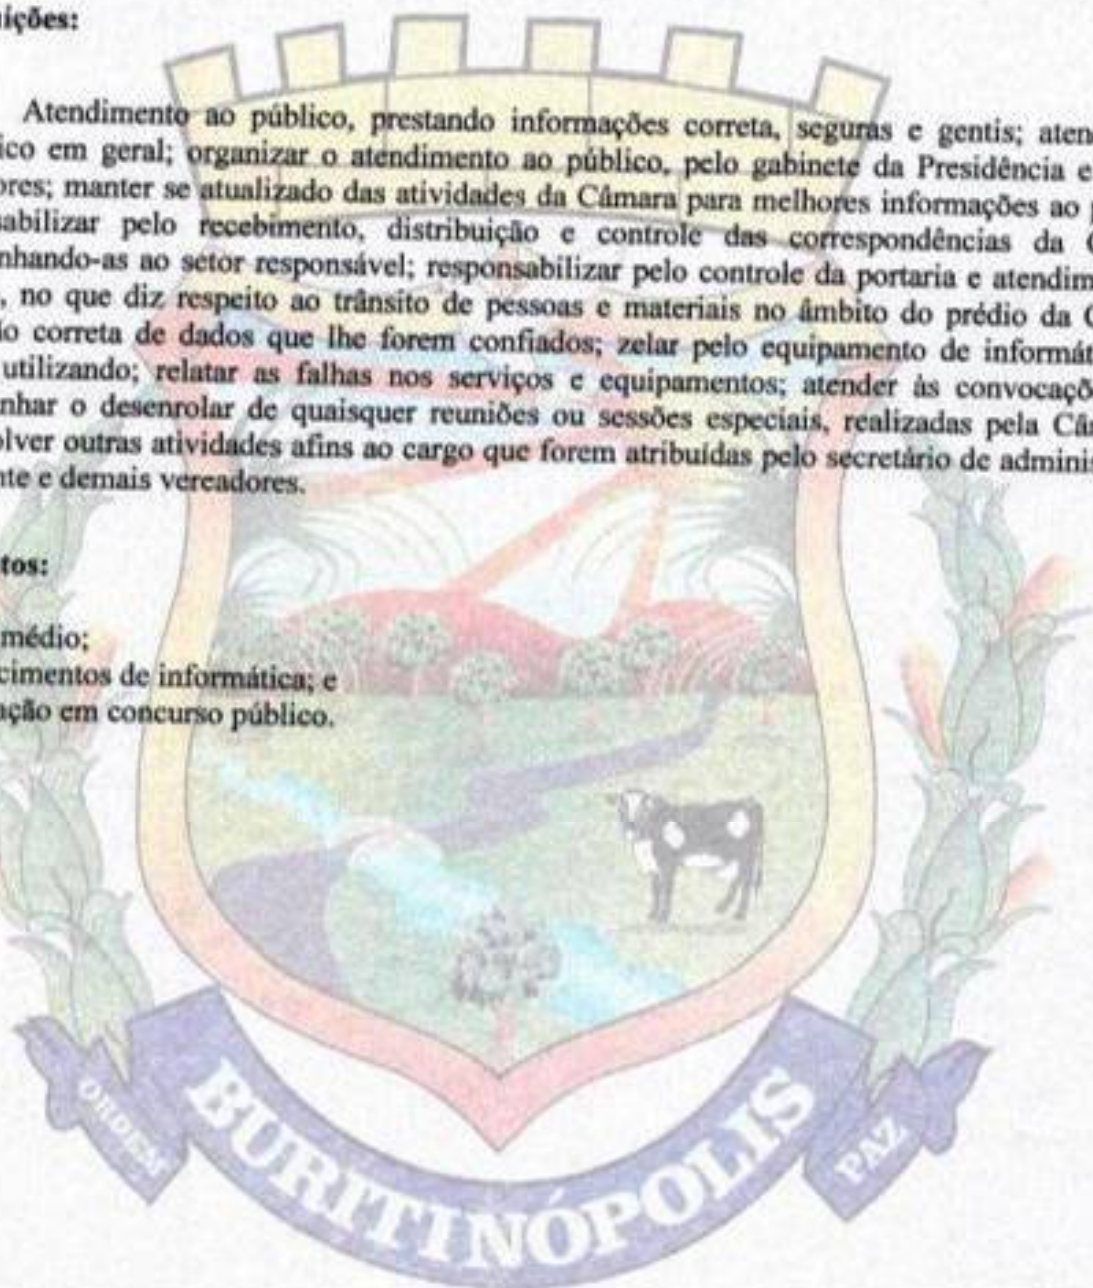 ições:
Atendimento ao público, prestando informações correta, seguras e gentis; aten
ico em geral; organizar o atendimento ao público, pelo gabinete da Presidência e
ores; manter se atualizado das atividades da Câmara para melhores informações ao p
sabilizar pelo recebimento, distribuição e controle das correspondências da C
nhando-as ao setor responsável; responsabilizar pelo controle da portaria e atendim
, no que diz respeito ao trânsito de pessoas e materiais no âmbito do prédio da C
io correta de dados que lhe forem confiados; zelar pelo equipamento de informát
utilizando; relatar as falhas nos serviços e equipamentos; atender às convocaçõ
nhar o desenrolar de quaisquer reuniões ou sessões especiais, realizadas pela Câ
olver outras atividades afins ao cargo que forem atribuídas pelo secretário de adminis
nte e demais vereadores.
tos:
médio;
cimentos de informática; e
ação em concurso público.
ORDEM
BURITINÓPOLIS
PAZ